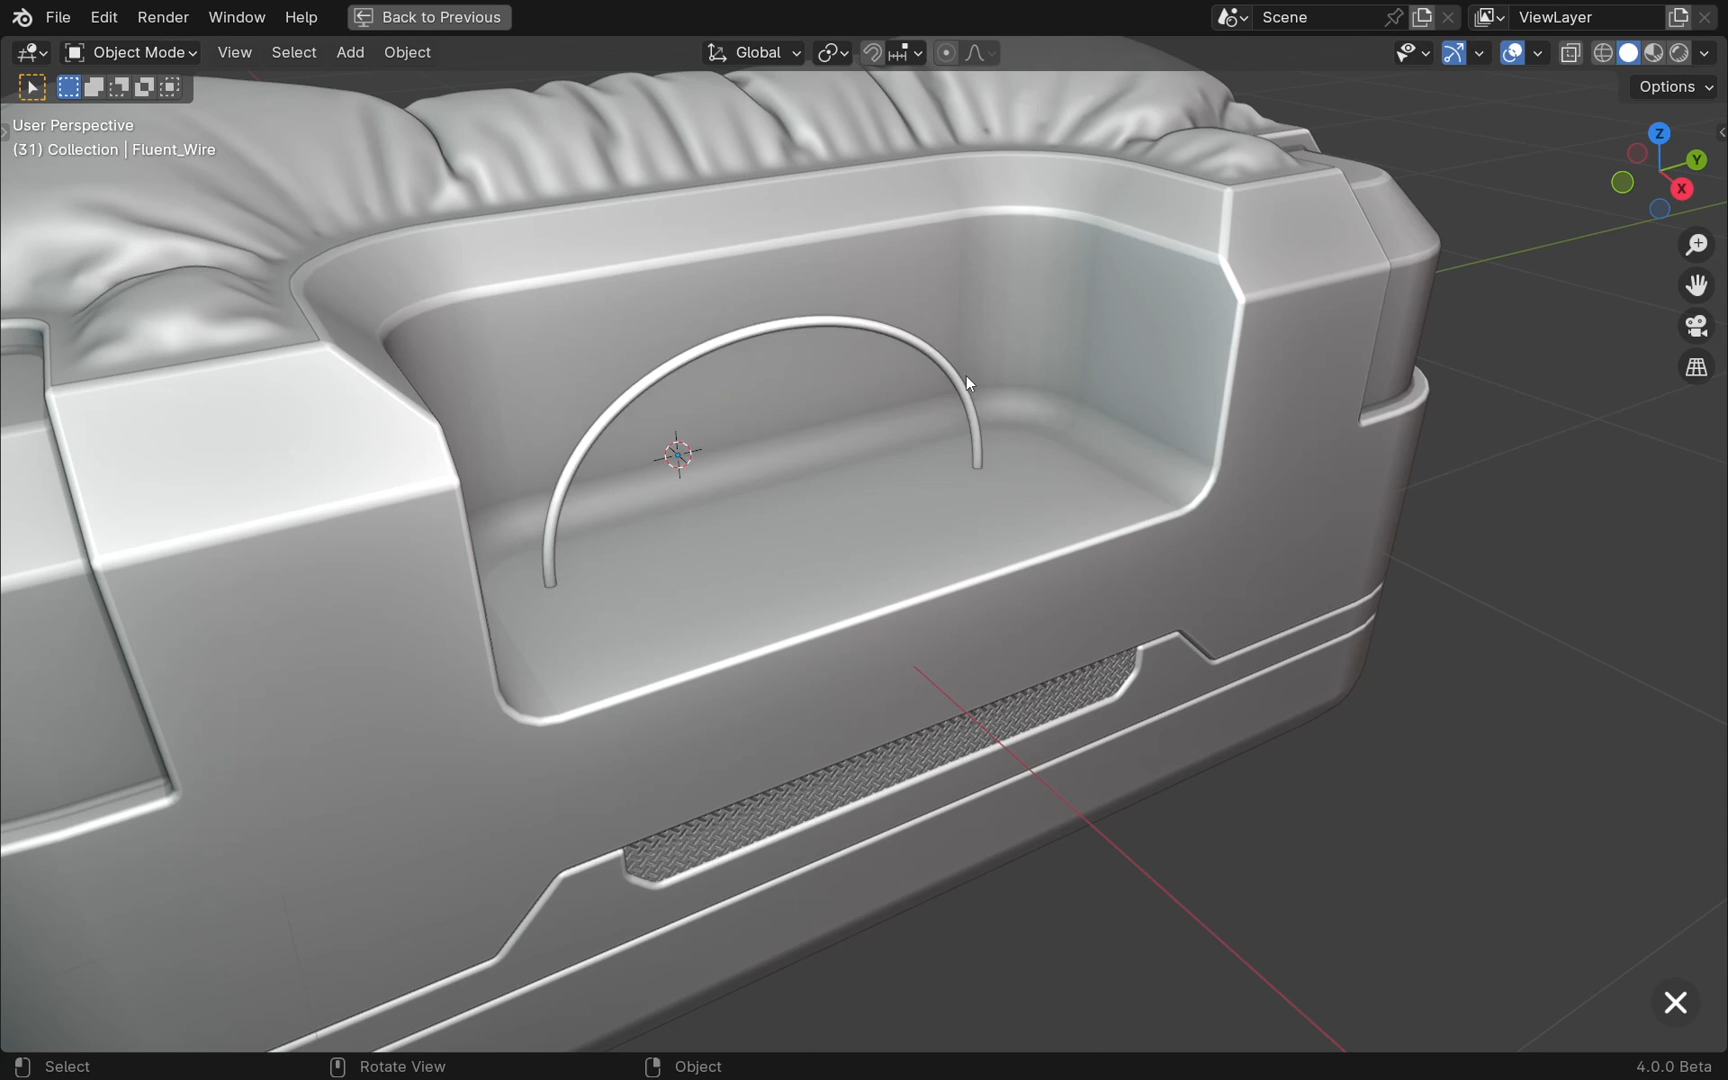 File Edit Render Window Help Back to Previous Scene ViewLayer
Object Mode View Select Add Object Global
Options
User Perspective
(31) Collection | Fluent_Wire
Z
Y
X
Select Rotate View Object 4.0.0 Beta